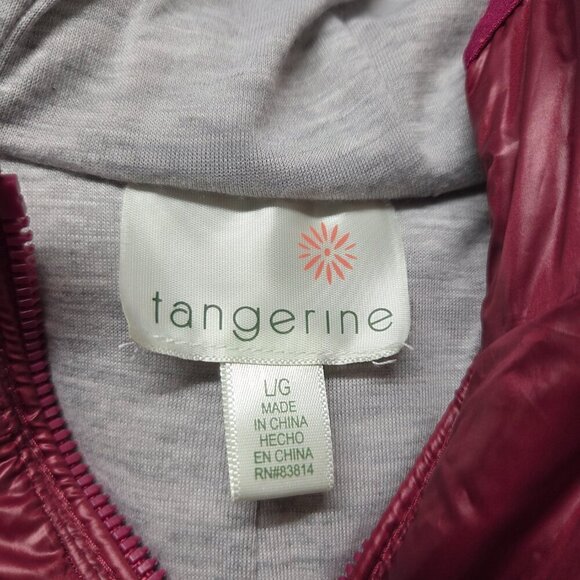 tangerine
L/G
MADE
IN CHINA
HECHO
EN CHINA
RN#83814